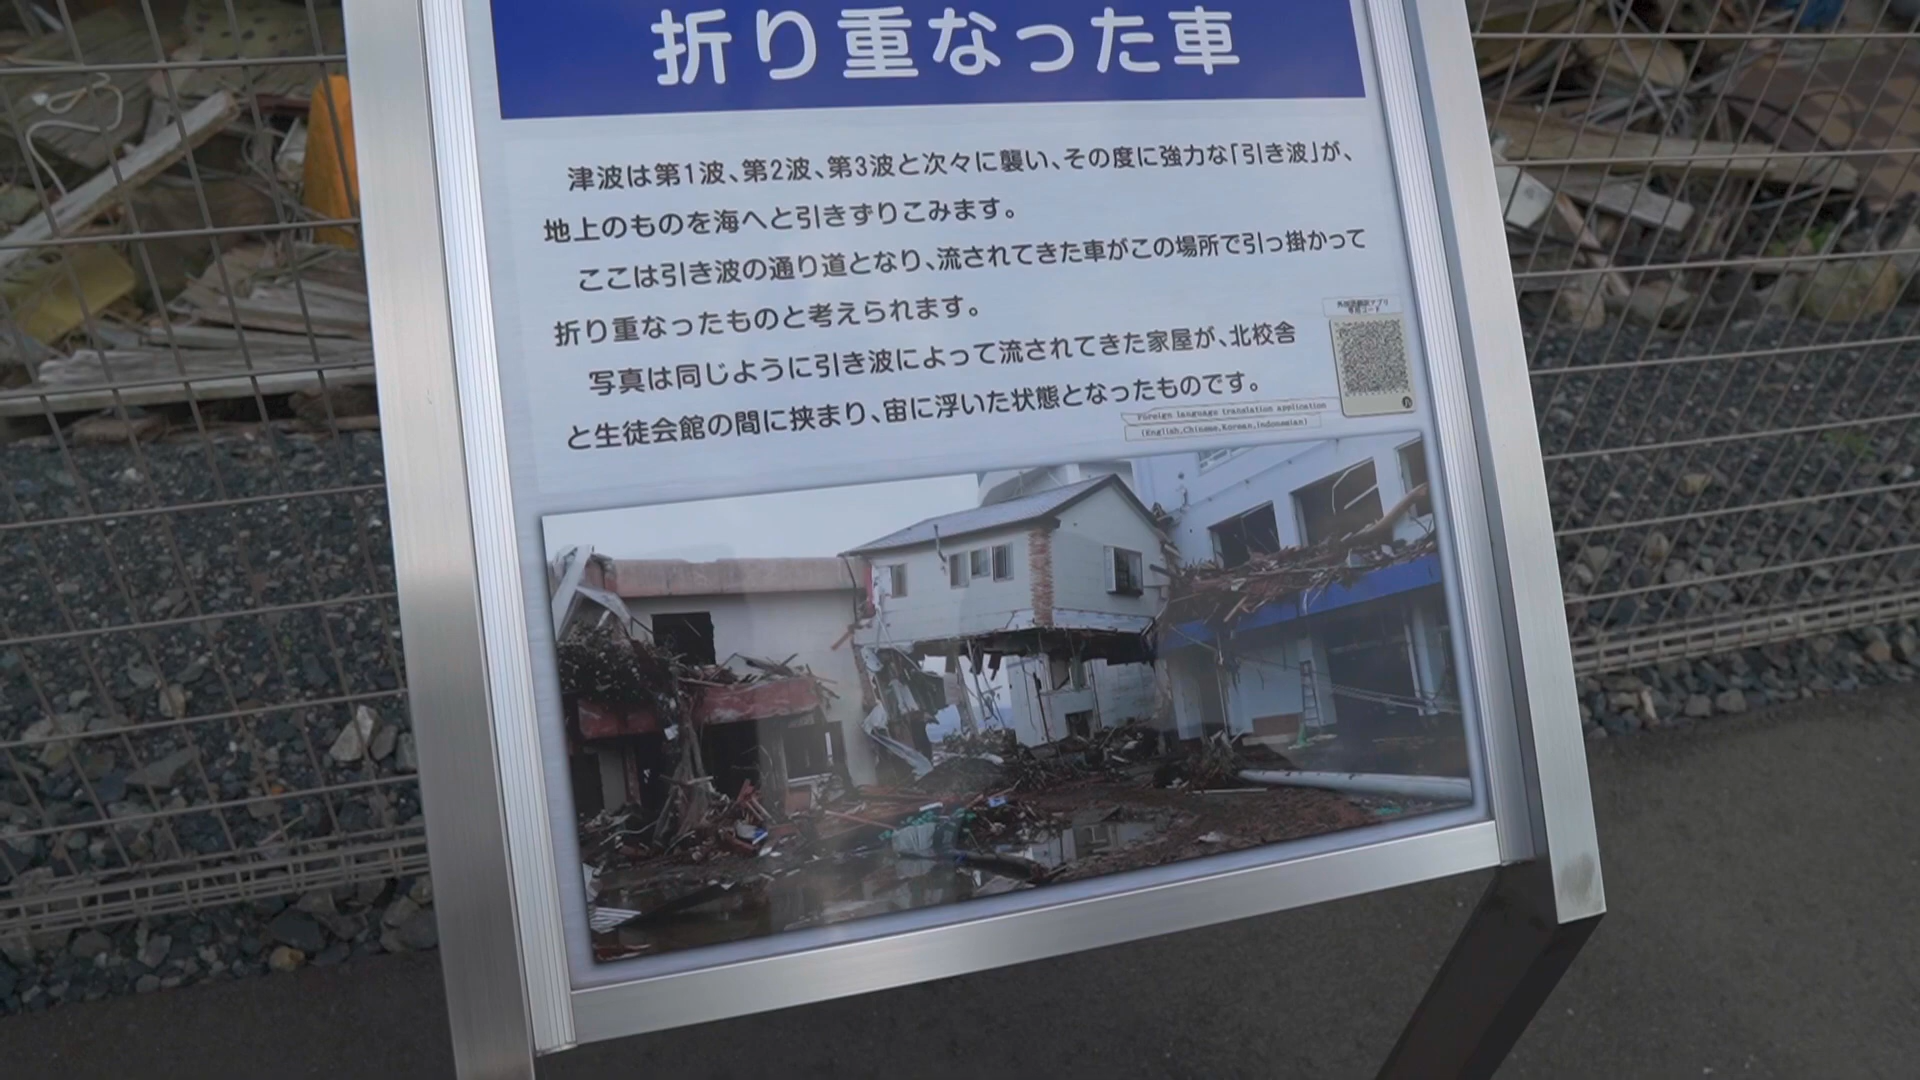 折り重なった車
津波は第1波、第2波、第3波と次々に襲い、その度に強力な「引き波」が、
地上のものを海へと引きずりこみます。
ここは引き波の通り道となり、流されてきた車がこの場所で引っ掛かって
折り重なったものと考えられます。
写真は同じように引き波によって流されてきた家屋が、北校舎
と生徒会館の間に挟まり、宙に浮いた状態となったものです。
Foreign language translation application
(English,Chinese,Korean,Indonesian)